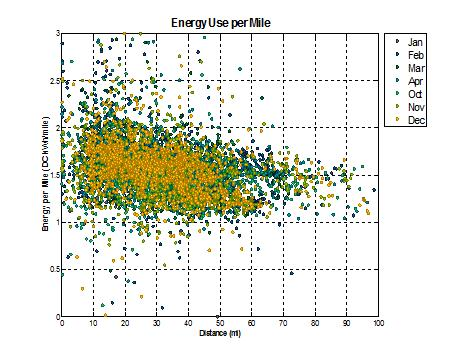 Energy Use per Mile
3
2.5
2
1.5
1
0.5
0
Energy per Mile (DC kWh/mile)
0 10 20 30 40 50 60 70 80 90 100
Distance (mi)
Jan
Feb
Mar
Apr
Oct
Nov
Dec